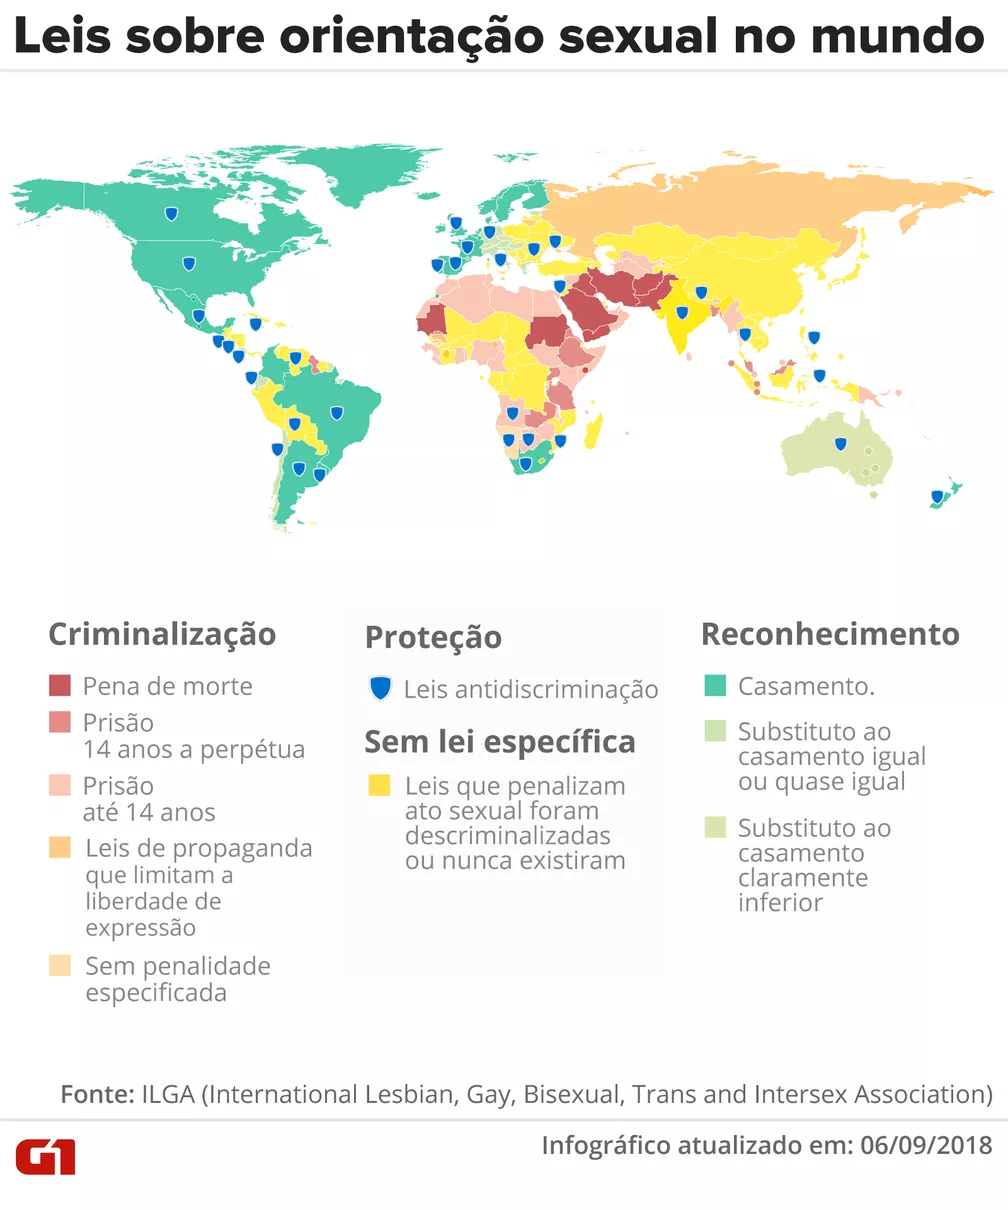 Leis sobre orientação sexual no mundo
Criminalização
Pena de morte
Prisão
14 anos a perpétua
Prisão
até 14 anos
Leis de propaganda
que limitam a
liberdade de
expressão
Sem penalidade
especificada
Proteção
Leis antidiscriminação
Sem lei específica
Leis que penalizam
ato sexual foram
descriminalizadas
ou nunca existiram
Reconhecimento
Casamento.
Substituto ao
casamento igual
ou quase igual
Substituto ao
casamento
claramente
inferior
Fonte: ILGA (International Lesbian, Gay, Bisexual, Trans and Intersex Association)
G1
Infográfico atualizado em: 06/09/2018